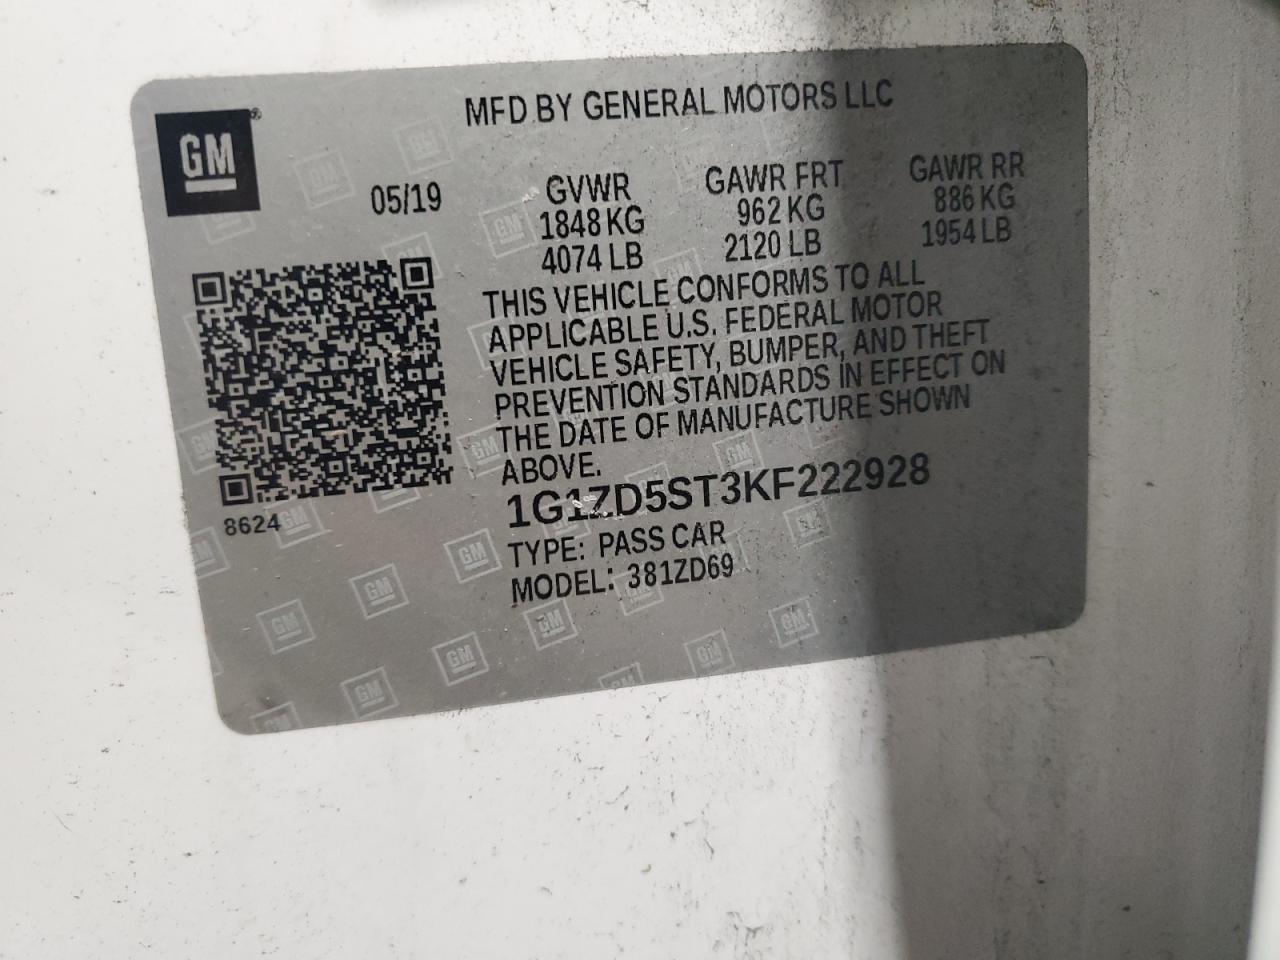 MFD BY GENERAL MOTORS LLC
GM ®
05/19
GVWR GAWR FRT GAWR RR
1848 KG 962 KG 886 KG
4074 LB 2120 LB 1954 LB
THIS VEHICLE CONFORMS TO ALL
APPLICABLE U.S. FEDERAL MOTOR
VEHICLE SAFETY, BUMPER, AND THEFT
PREVENTION STANDARDS IN EFFECT ON
THE DATE OF MANUFACTURE SHOWN
ABOVE.
1G1ZD5ST3KF222928
8624
TYPE: PASS CAR
MODEL: 381ZD69